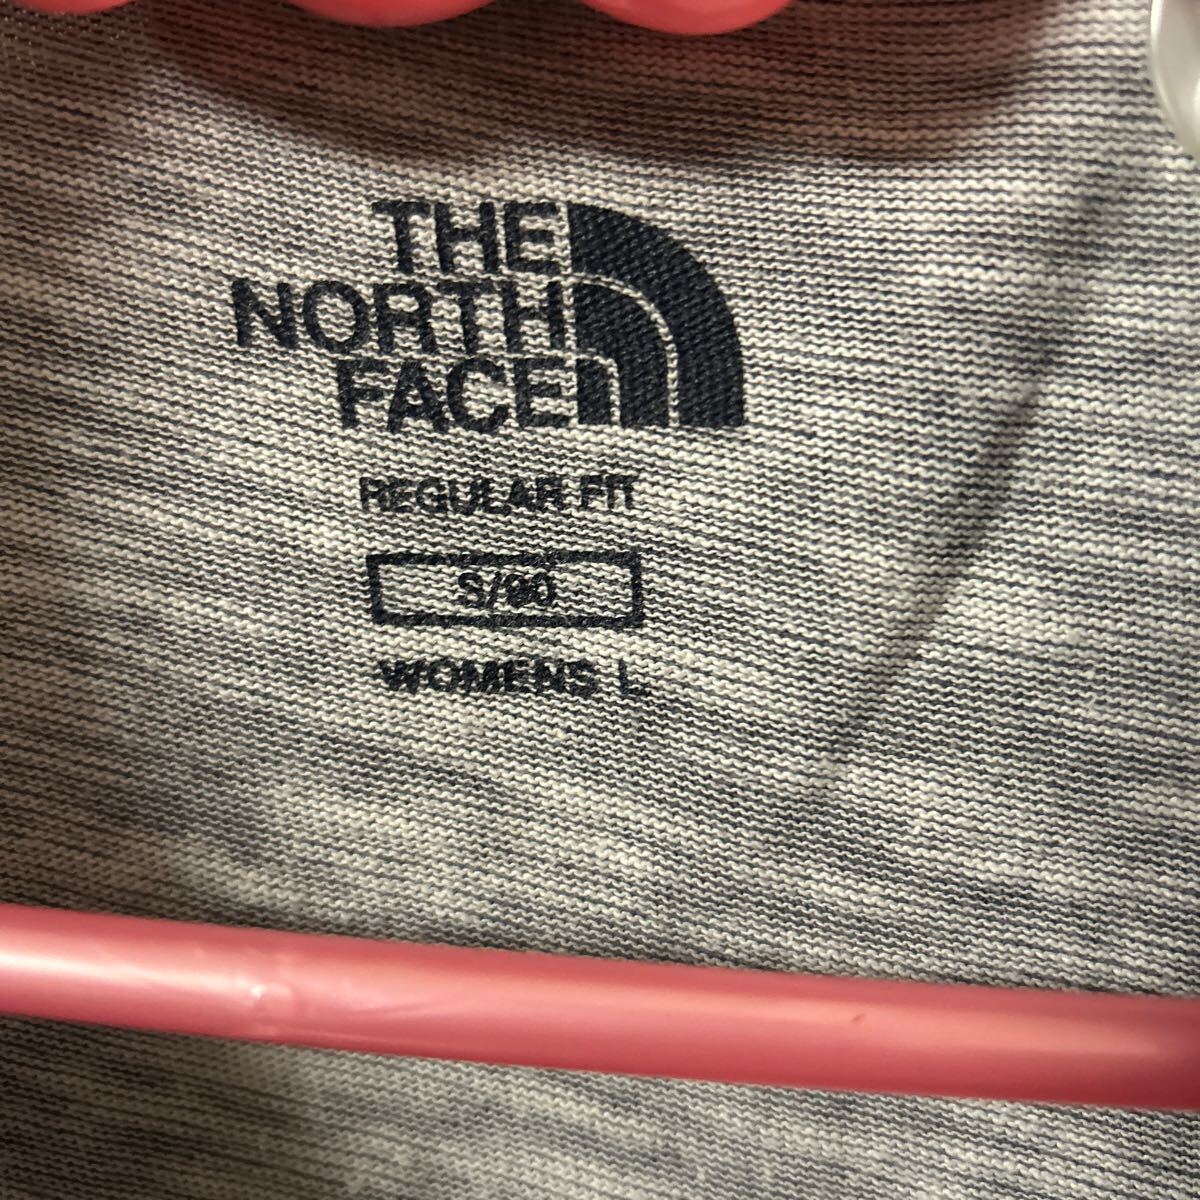 THE
NORTH
FACE
REGULAR FIT
S/90
WOMENS L